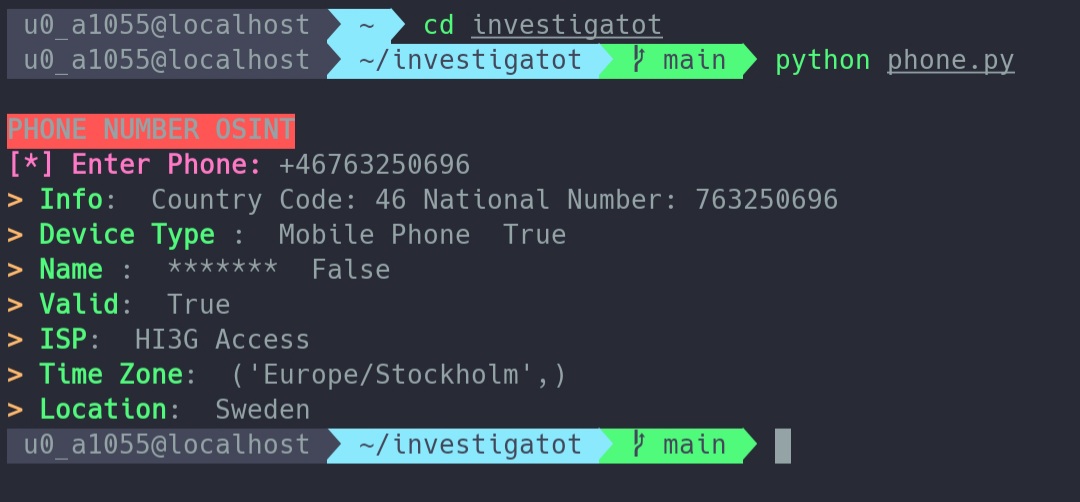 u0_a1055@localhost ~ cd investigatot
u0_a1055@localhost ~/investigatot main python phone.py
PHONE NUMBER OSINT
[*] Enter Phone: +46763250696
> Info: Country Code: 46 National Number: 763250696
> Device Type : Mobile Phone True
> Name : ******* False
> Valid: True
> ISP: HI3G Access
> Time Zone: ('Europe/Stockholm',)
> Location: Sweden
u0_a1055@localhost ~/investigatot main